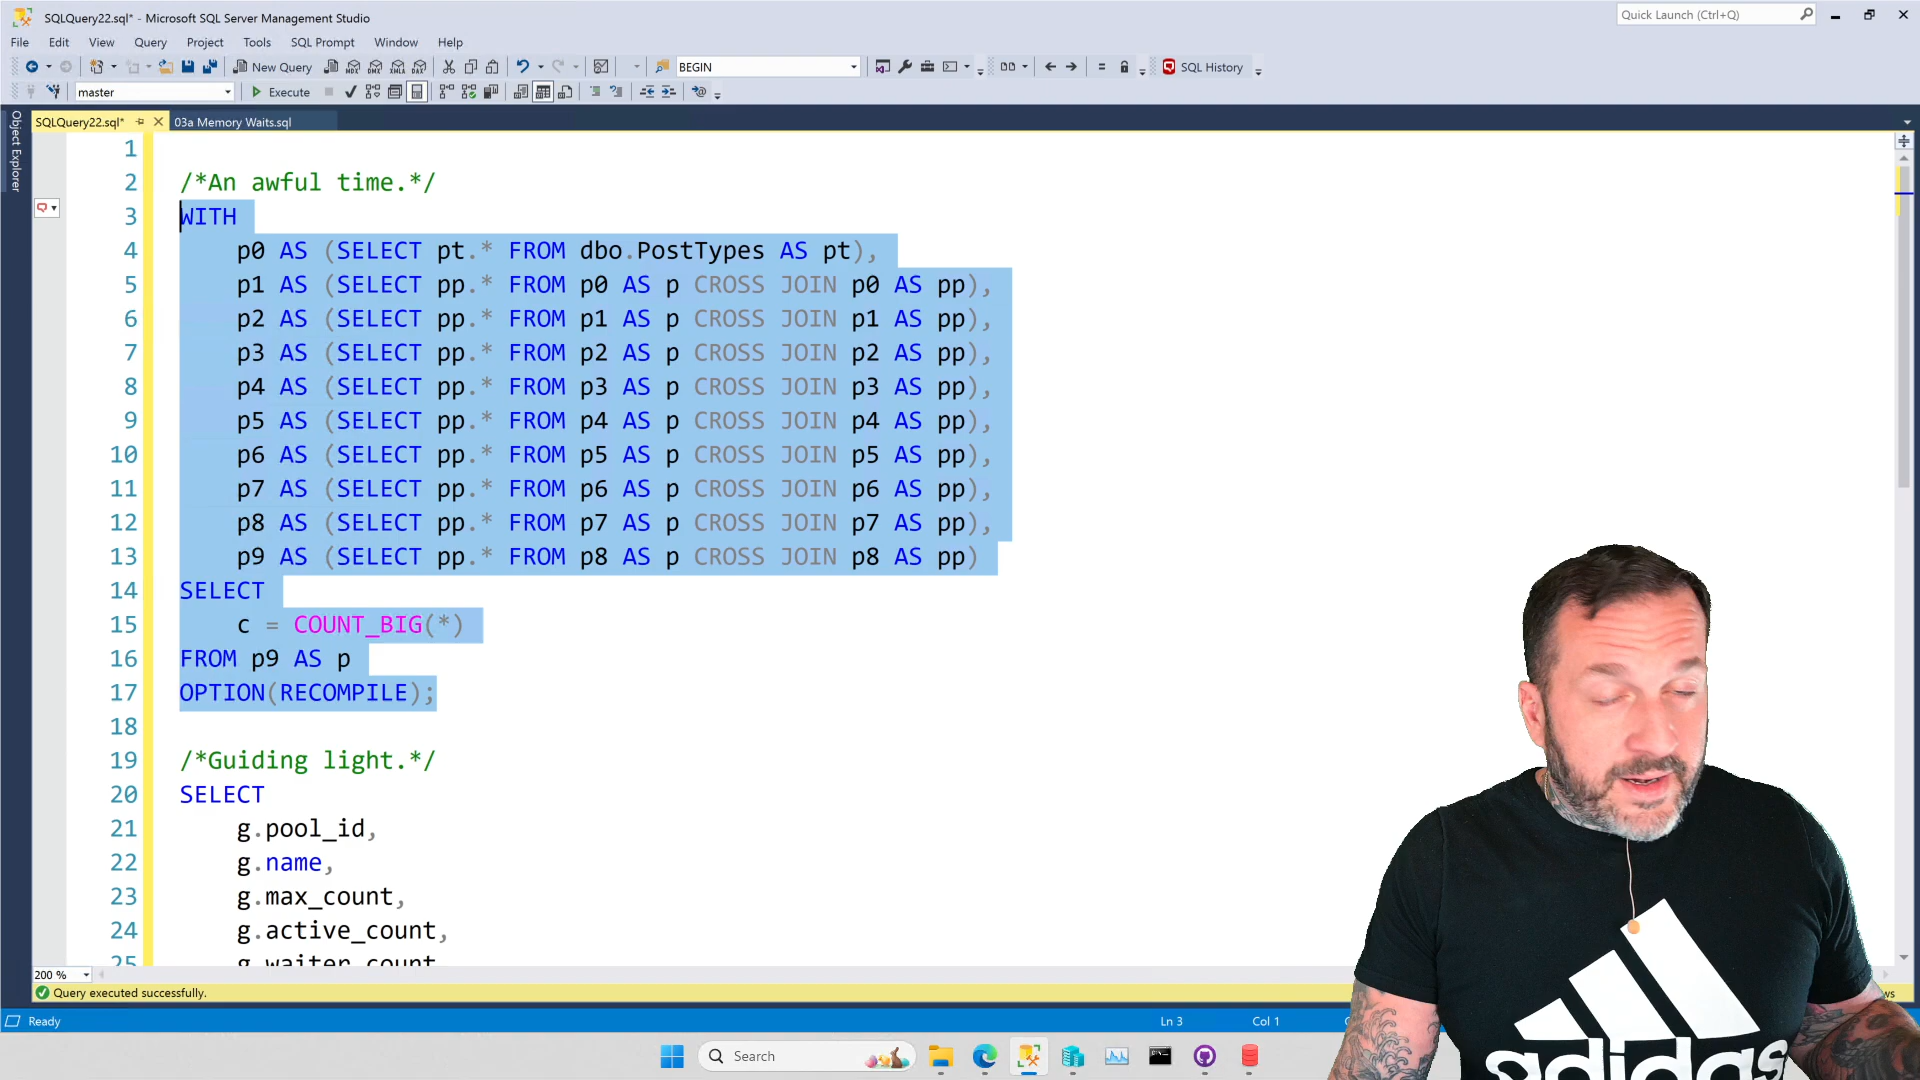 SQLQuery22.sql* - Microsoft SQL Server Management Studio
Quick Launch (Ctrl+Q)
File Edit View Query Project Tools SQL Prompt Window Help
New Query
BEGIN
SQL History
master
Execute
SQLQuery22.sql*
03a Memory Waits.sql
Object Explorer
1
2 /*An awful time.*/
3 WITH
4 p0 AS (SELECT pt.* FROM dbo.PostTypes AS pt),
5 p1 AS (SELECT pp.* FROM p0 AS p CROSS JOIN p0 AS pp),
6 p2 AS (SELECT pp.* FROM p1 AS p CROSS JOIN p1 AS pp),
7 p3 AS (SELECT pp.* FROM p2 AS p CROSS JOIN p2 AS pp),
8 p4 AS (SELECT pp.* FROM p3 AS p CROSS JOIN p3 AS pp),
9 p5 AS (SELECT pp.* FROM p4 AS p CROSS JOIN p4 AS pp),
10 p6 AS (SELECT pp.* FROM p5 AS p CROSS JOIN p5 AS pp),
11 p7 AS (SELECT pp.* FROM p6 AS p CROSS JOIN p6 AS pp),
12 p8 AS (SELECT pp.* FROM p7 AS p CROSS JOIN p7 AS pp),
13 p9 AS (SELECT pp.* FROM p8 AS p CROSS JOIN p8 AS pp)
14 SELECT
15 c = COUNT_BIG(*)
16 FROM p9 AS p
17 OPTION(RECOMPILE);
18
19 /*Guiding light.*/
20 SELECT
21 g.pool_id,
22 g.name,
23 g.max_count,
24 g.active_count,
25 g.waiter_count
200 %
Query executed successfully.
Ready
Ln 3
Col 1
Search
adidas